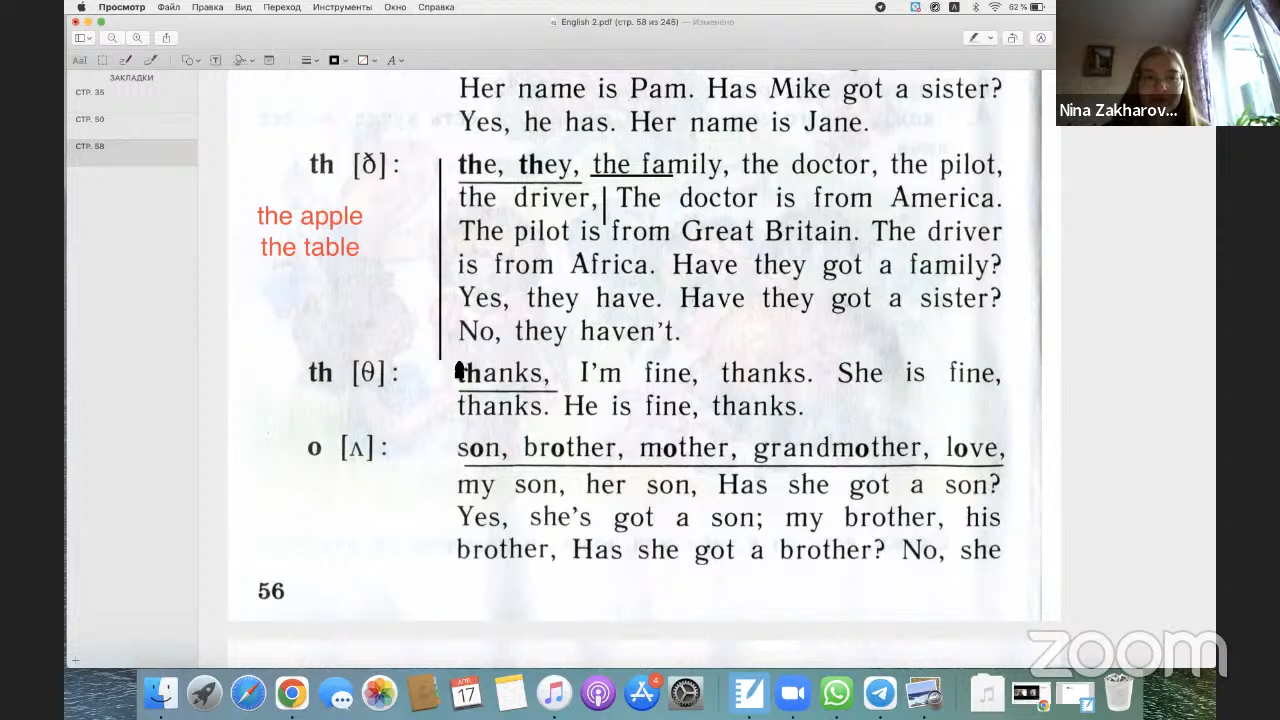 Просмотр Файл Правка Вид Переход Инструменты Окно Справка 62 %
English 2.pdf (стр. 58 из 245) — Изменено
ЗАКЛАДКИ
СТР. 35
СТР. 50
СТР. 58
Her name is Pam. Has Mike got a sister?
Yes, he has. Her name is Jane.
th [ð]: the, they, the family, the doctor, the pilot,
the driver, The doctor is from America.
The pilot is from Great Britain. The driver
is from Africa. Have they got a family?
Yes, they have. Have they got a sister?
No, they haven't.
the apple
the table
th [θ]: thanks, I'm fine, thanks. She is fine,
thanks. He is fine, thanks.
o [ʌ]: son, brother, mother, grandmother, love,
my son, her son, Has she got a son?
Yes, she's got a son; my brother, his
brother, Has she got a brother? No, she
56
Nina Zakharov...
zoom
АПР.
17
4